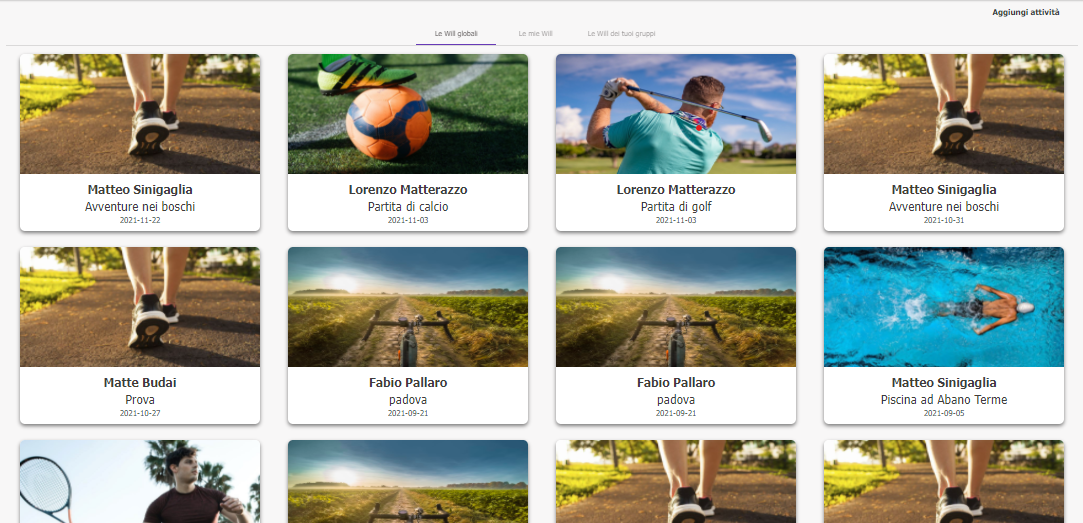 Aggiungi attività
Le Will globali
Le mie Will
Le Will dei tuoi gruppi
Matteo Sinigaglia
Avventure nei boschi
2021-11-22
Lorenzo Matterazzo
Partita di calcio
2021-11-03
Lorenzo Matterazzo
Partita di golf
2021-11-03
Matteo Sinigaglia
Avventure nei boschi
2021-10-31
Matte Budai
Prova
2021-10-27
Fabio Pallaro
padova
2021-09-21
Fabio Pallaro
padova
2021-09-21
Matteo Sinigaglia
Piscina ad Abano Terme
2021-09-05